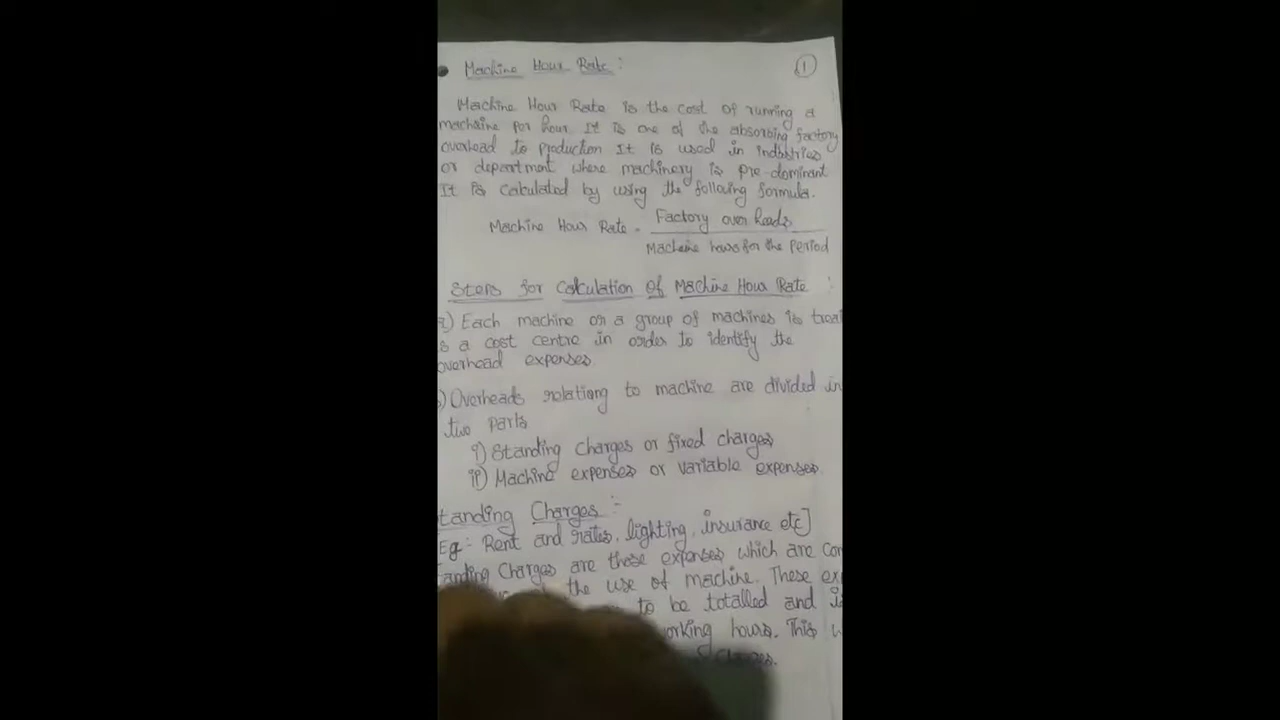 Machine Hour Rate :
1
Machine Hour Rate is the cost of running a
machaine per hour. It is one of the absorbing factory
overhead to production It is used in industries
or department where machinery is pre-dominant
It is calculated by using the following formula.
Machine Hour Rate = Factory over heads
Machine hours for the period
Steps for Calculation of Machine Hour Rate :
Each machine or a group of machines is trea
s a cost centre in order to identify the
overhead expenses
Overheads relationg to machine are divided in
two parts
i) Standing Charges or fixed charges
ii) Machine expenses or variable expenses
tanding Charges :-
Eg :- Rent and rates, lighting, insurance etc]
anding Charges are those expenses which are con
the use of machine. These ex
to be totalled and i
orking hours. This w
Charges.